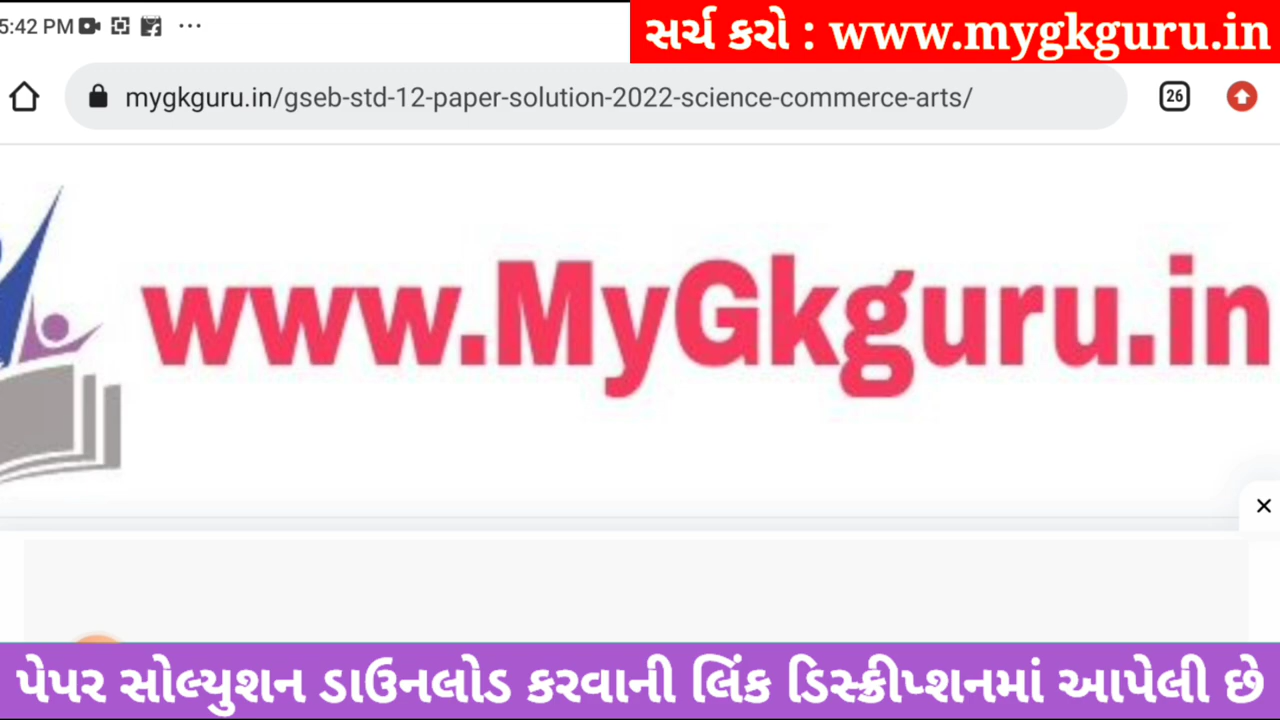 5:42 PM
સર્ચ કરો : www.mygkguru.in
mygkguru.in/gseb-std-12-paper-solution-2022-science-commerce-arts/
26
www.MyGkguru.in
પેપર સોલ્યુશન ડાઉનલોડ કરવાની લિંક ડિસ્ક્રીપ્શનમાં આપેલી છે